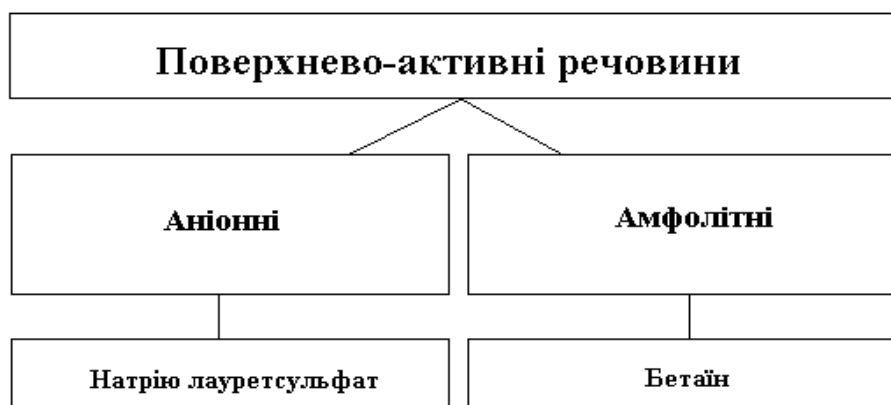 Поверхнево-активні речовини
Аніонні
Амфолітні
Натрію лауретсульфат
Бетаїн